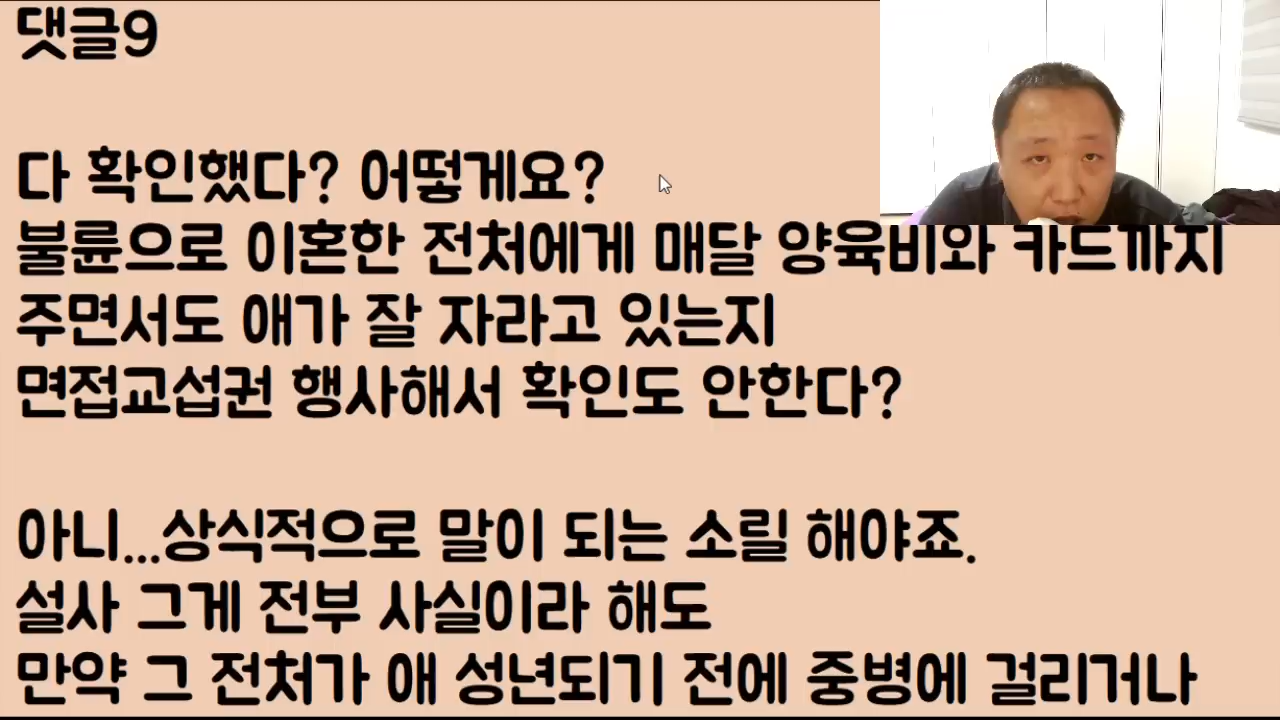 댓글9
다 확인했다? 어떻게요?
불륜으로 이혼한 전처에게 매달 양육비와 카드까지
주면서도 애가 잘 자라고 있는지
면접교섭권 행사해서 확인도 안한다?
아니...상식적으로 말이 되는 소릴 해야죠.
설사 그게 전부 사실이라 해도
만약 그 전처가 애 성년되기 전에 중병에 걸리거나